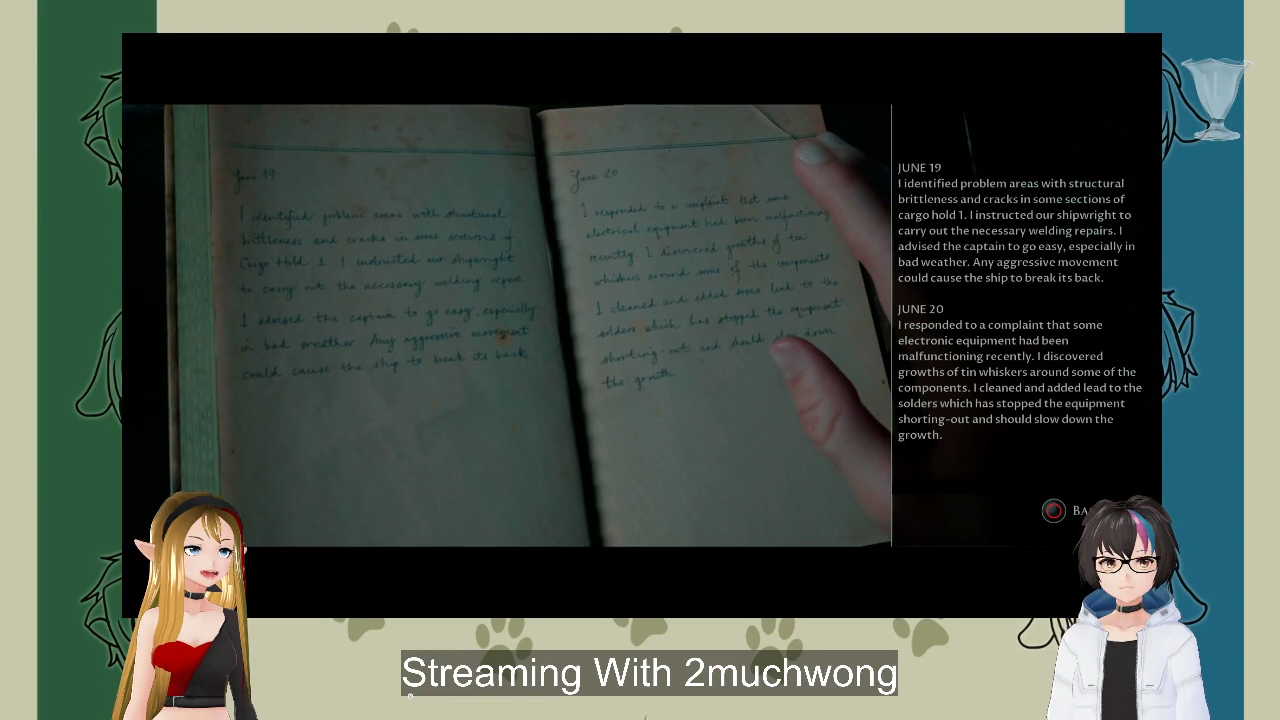 June 19
I identified problem areas with structural
brittleness and cracks in some sections of
Cargo Hold 1. I instructed our shipwright
to carry out the necessary welding repairs.
I advised the captain to go easy, especially
in bad weather. Any aggressive movement
could cause the ship to break its back.
June 20
I responded to a complaint that some
electrical equipment had been malfunctioning
recently. I discovered growths of tin
whiskers around some of the components.
I cleaned and added some lead to the
solders which has stopped the equipment
shorting-out and should slow down
the growth.
JUNE 19
I identified problem areas with structural
brittleness and cracks in some sections of
cargo hold 1. I instructed our shipwright to
carry out the necessary welding repairs. I
advised the captain to go easy, especially in
bad weather. Any aggressive movement
could cause the ship to break its back.
JUNE 20
I responded to a complaint that some
electronic equipment had been
malfunctioning recently. I discovered
growths of tin whiskers around some of the
components. I cleaned and added lead to the
solders which has stopped the equipment
shorting-out and should slow down the
growth.
Streaming With 2muchwong